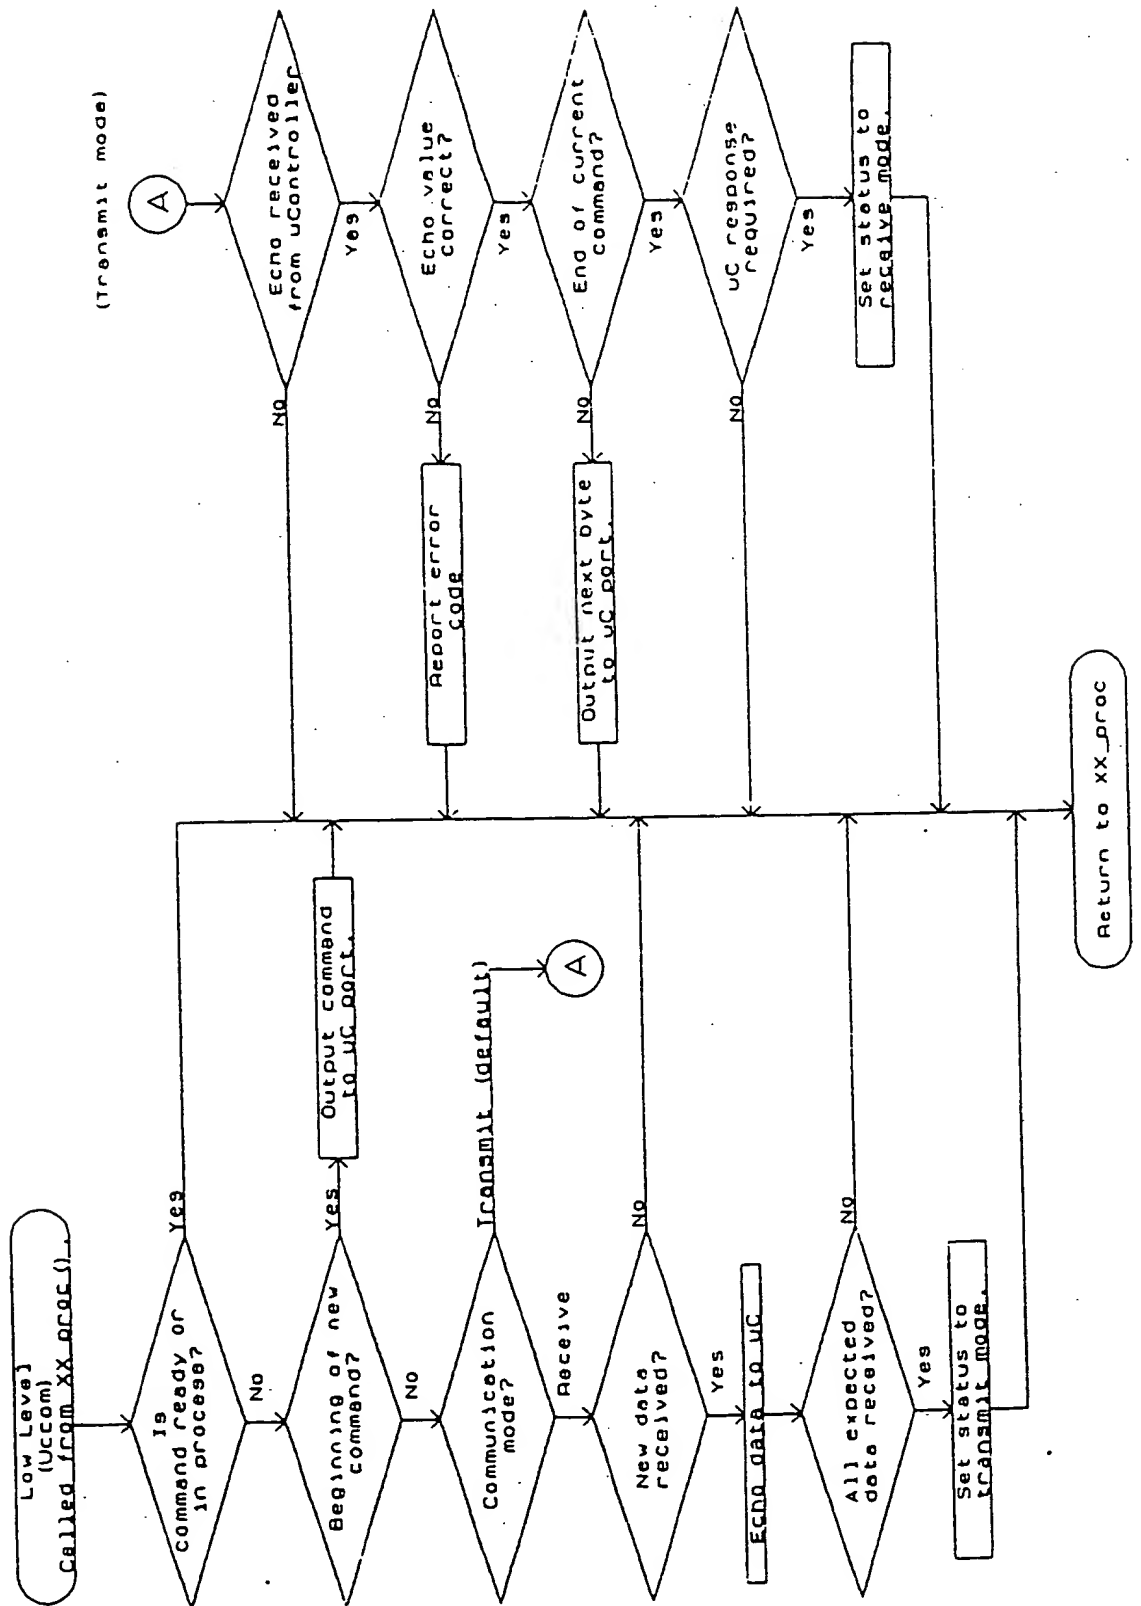 Low Level
(Uccom)
Called from XX_proc().
Is
command ready or
in process?
Yes
No
Beginning of new
command?
Yes
Output command
to uC port.
No
Communication
mode?
Transmit (default)
A
Receive
New data
received?
No
Yes
Echo data to uC
All expected
data received?
No
Yes
Set status to
transmit mode.
(Transmit mode)
A
Echo received
from uController
No
Yes
Echo value
correct?
No
Report error
code
Yes
End of current
command?
No
Output next byte
to uC port.
Yes
uC response
required?
No
Yes
Set status to
receive mode.
Return to XX_proc